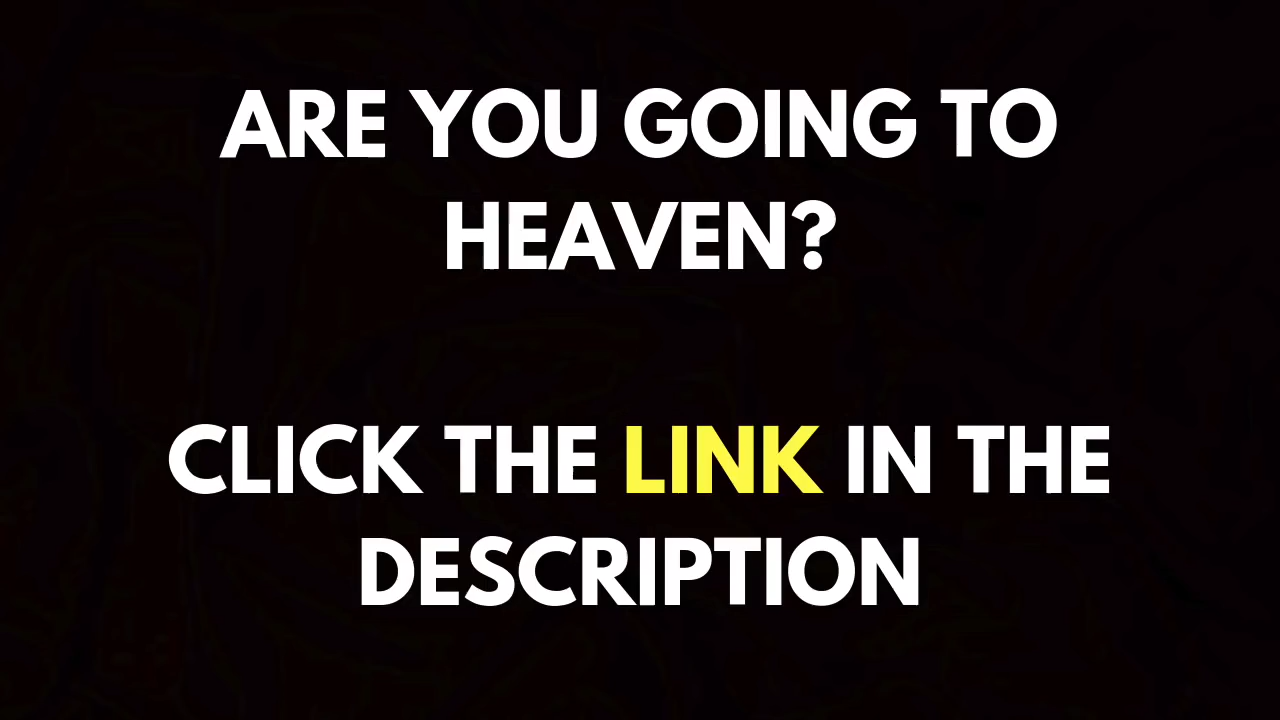 ARE YOU GOING TO
HEAVEN?
CLICK THE LINK IN THE
DESCRIPTION